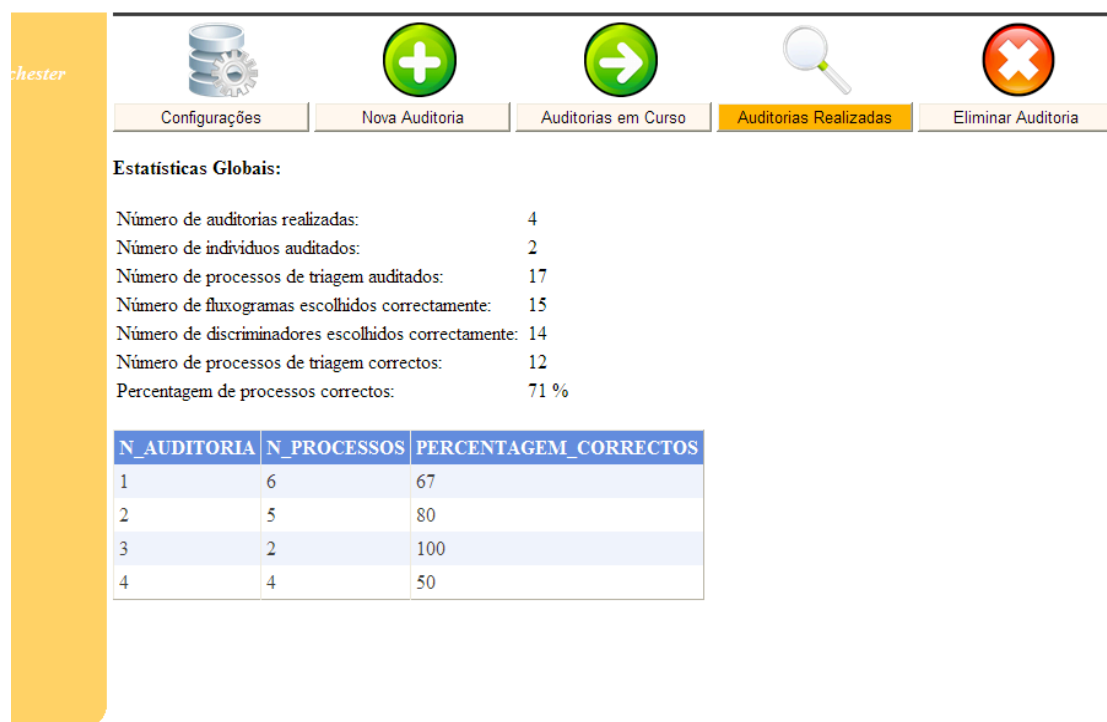 chester
Configurações Nova Auditoria Auditorias em Curso Auditorias Realizadas Eliminar Auditoria
Estatísticas Globais:
Número de auditorias realizadas: 4
Número de individuos auditados: 2
Número de processos de triagem auditados: 17
Número de fluxogramas escolhidos correctamente: 15
Número de discriminadores escolhidos correctamente: 14
Número de processos de triagem correctos: 12
Percentagem de processos correctos: 71 %
N_AUDITORIA N_PROCESSOS PERCENTAGEM_CORRECTOS
1 6 67
2 5 80
3 2 100
4 4 50